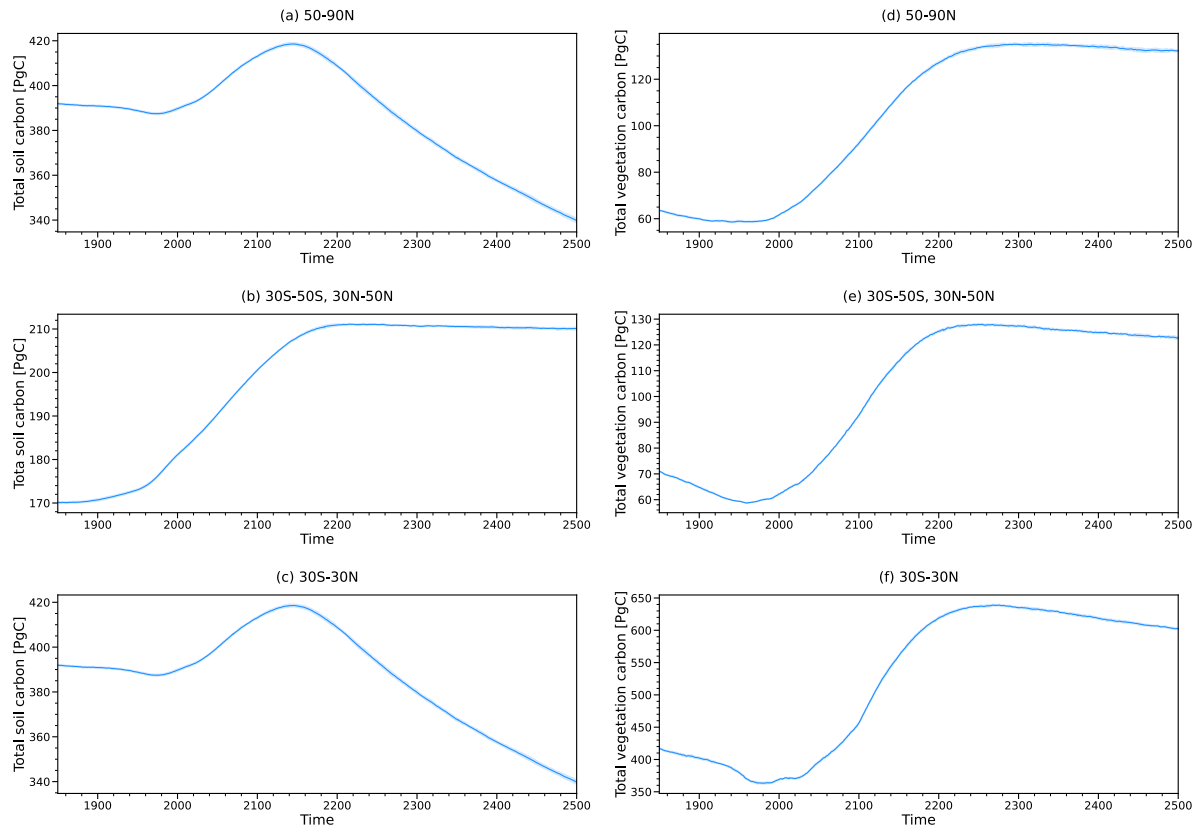 (a) 50-90N
Total soil carbon [PgC]
420
400
380
360
340
1900 2000 2100 2200 2300 2400 2500
Time
(d) 50-90N
Total vegetation carbon [PgC]
120
100
80
60
1900 2000 2100 2200 2300 2400 2500
Time
(b) 30S-50S, 30N-50N
Tota soil carbon [PgC]
210
200
190
180
170
1900 2000 2100 2200 2300 2400 2500
Time
(e) 30S-50S, 30N-50N
Total vegetation carbon [PgC]
130
120
110
100
90
80
70
60
1900 2000 2100 2200 2300 2400 2500
Time
(c) 30S-30N
Total soil carbon [PgC]
420
400
380
360
340
1900 2000 2100 2200 2300 2400 2500
Time
(f) 30S-30N
Total vegetation carbon [PgC]
650
600
550
500
450
400
350
1900 2000 2100 2200 2300 2400 2500
Time